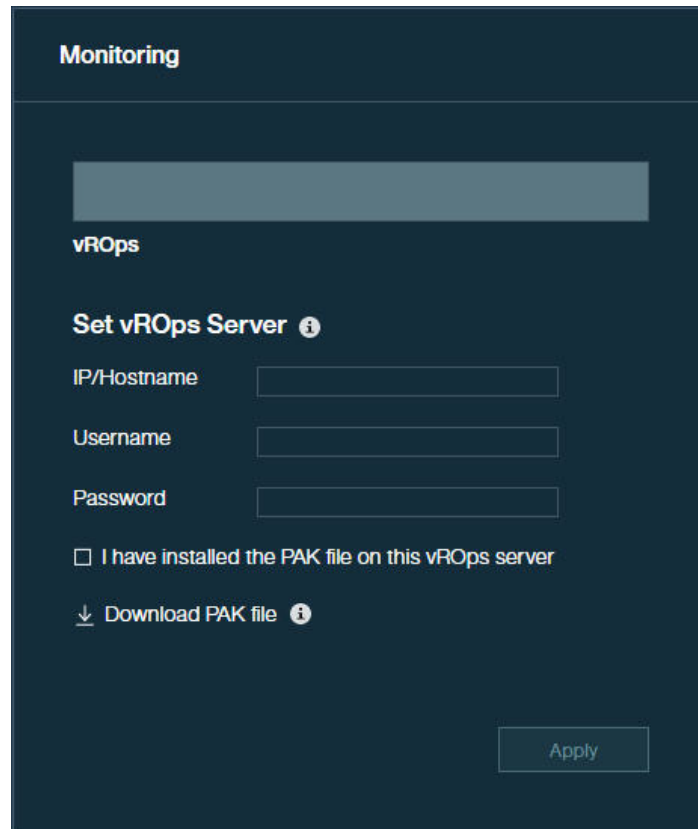 Monitoring
vROps
Set vROps Server
IP/Hostname
Username
Password
I have installed the PAK file on this vROps server
Download PAK file
Apply